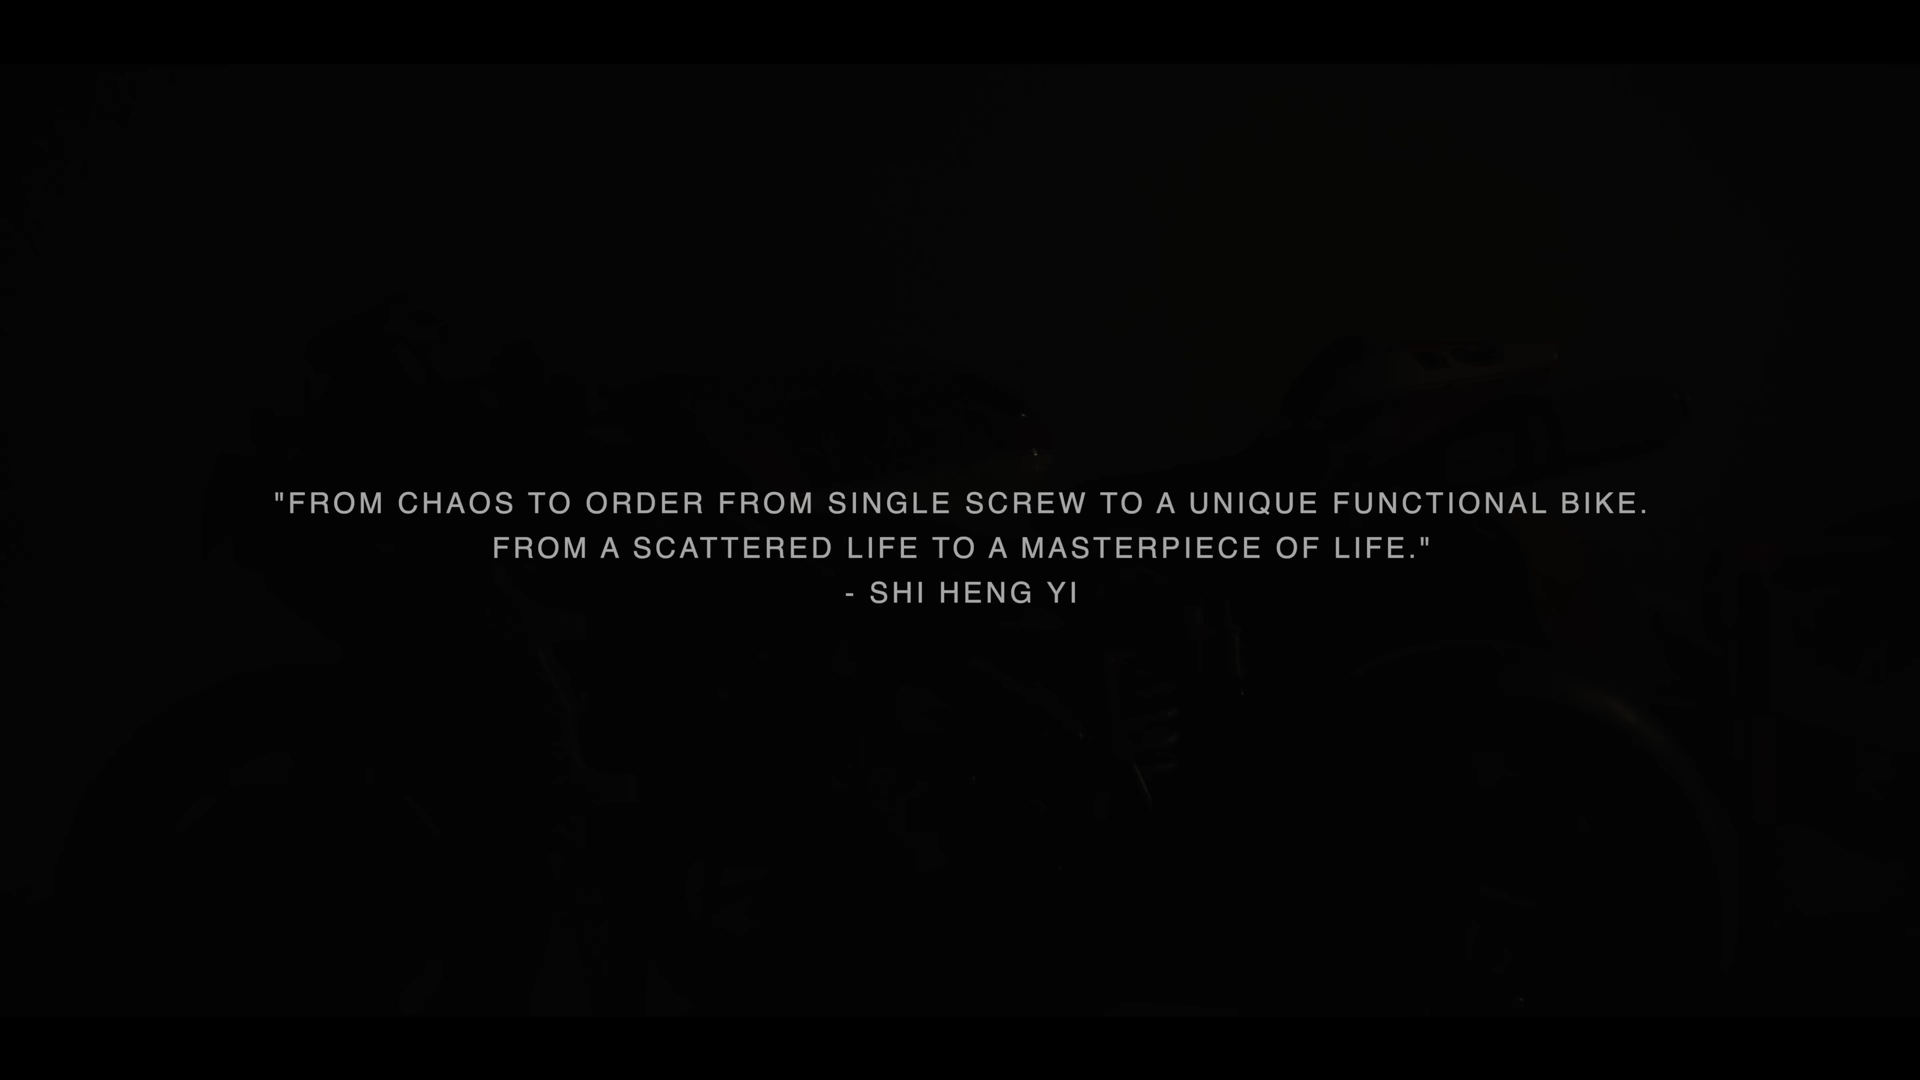 "FROM CHAOS TO ORDER FROM SINGLE SCREW TO A UNIQUE FUNCTIONAL BIKE.
FROM A SCATTERED LIFE TO A MASTERPIECE OF LIFE."
- SHI HENG YI